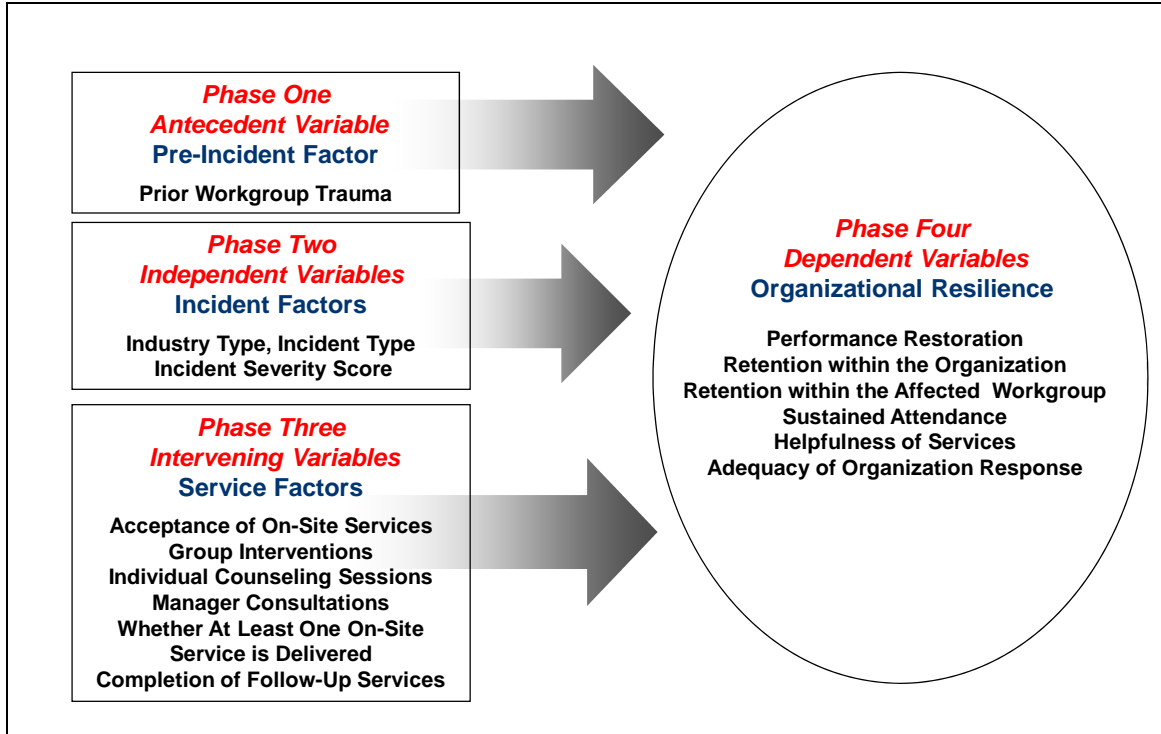 Phase One
Antecedent Variable
Pre-Incident Factor
Prior Workgroup Trauma
Phase Two
Independent Variables
Incident Factors
Industry Type, Incident Type
Incident Severity Score
Phase Three
Intervening Variables
Service Factors
Acceptance of On-Site Services
Group Interventions
Individual Counseling Sessions
Manager Consultations
Whether At Least One On-Site
Service is Delivered
Completion of Follow-Up Services
Phase Four
Dependent Variables
Organizational Resilience
Performance Restoration
Retention within the Organization
Retention within the Affected Workgroup
Sustained Attendance
Helpfulness of Services
Adequacy of Organization Response